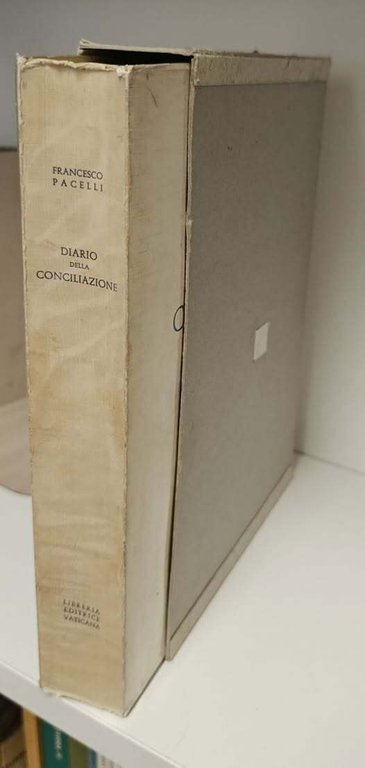 FRANCESCO
PACELLI
DIARIO
DELLA
CONCILIAZIONE
LIBRERIA
EDITRICE
VATICANA